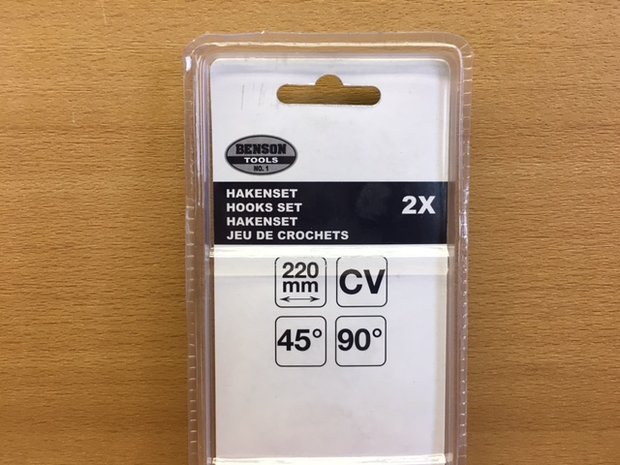 BENSON
TOOLS
NO. 1
HAKENSET
HOOKS SET
HAKENSET
JEU DE CROCHETS
2X
220
mm
CV
45°
90°